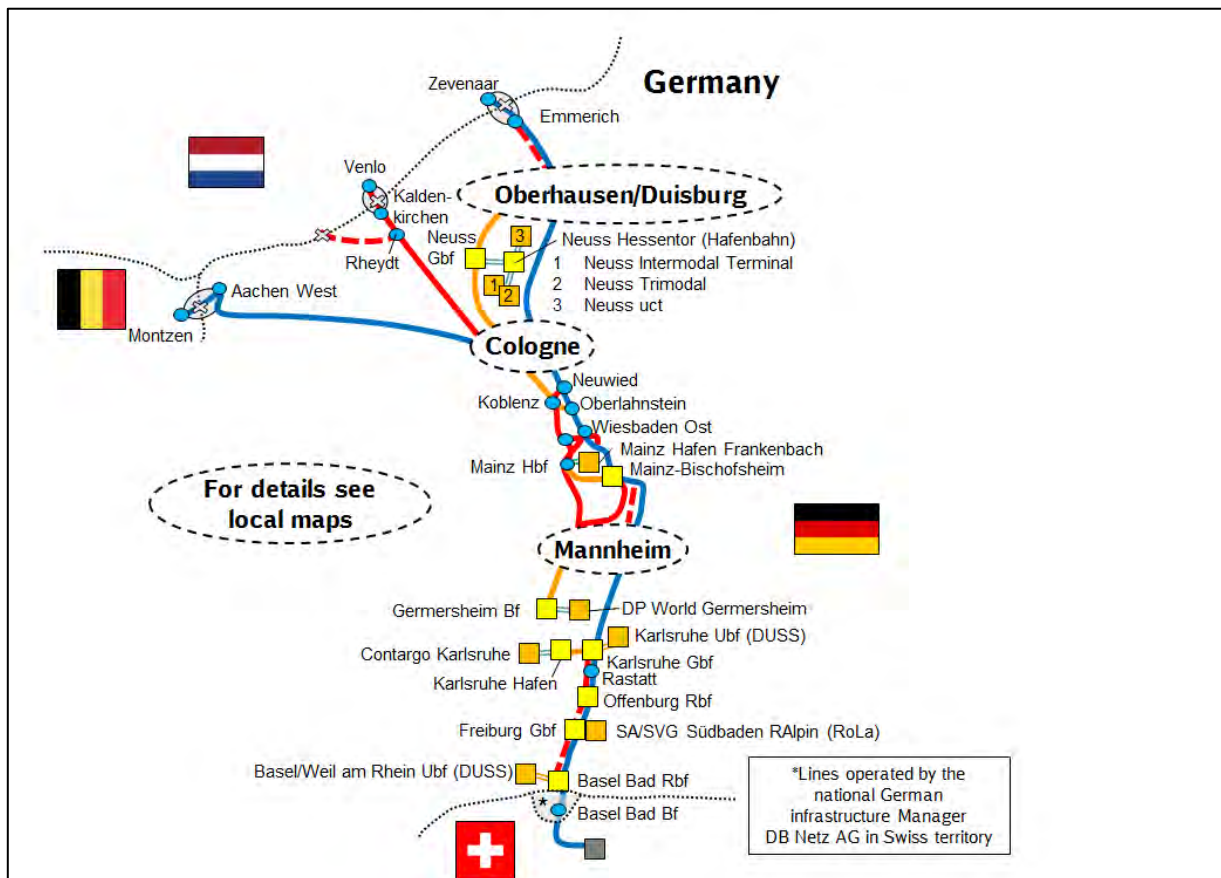 Germany
Zevenaar
Emmerich
Venlo
Kalden-
kirchen
Oberhausen/Duisburg
Neuss
Gbf
3
Neuss Hessentor (Hafenbahn)
1 Neuss Intermodal Terminal
2 Neuss Trimodal
3 Neuss uct
1
2
Rheydt
Aachen West
Montzen
Cologne
Neuwied
Koblenz
Oberlahnstein
Wiesbaden Ost
Mainz Hafen Frankenbach
Mainz Hbf
Mainz-Bischofsheim
For details see
local maps
Mannheim
Germersheim Bf
DP World Germersheim
Karlsruhe Ubf (DUSS)
Contargo Karlsruhe
Karlsruhe Gbf
Karlsruhe Hafen
Rastatt
Offenburg Rbf
Freiburg Gbf
SA/SVG Südbaden RAlpin (RoLa)
Basel/Weil am Rhein Ubf (DUSS)
Basel Bad Rbf
*
Basel Bad Bf
*Lines operated by the
national German
infrastructure Manager
DB Netz AG in Swiss territory